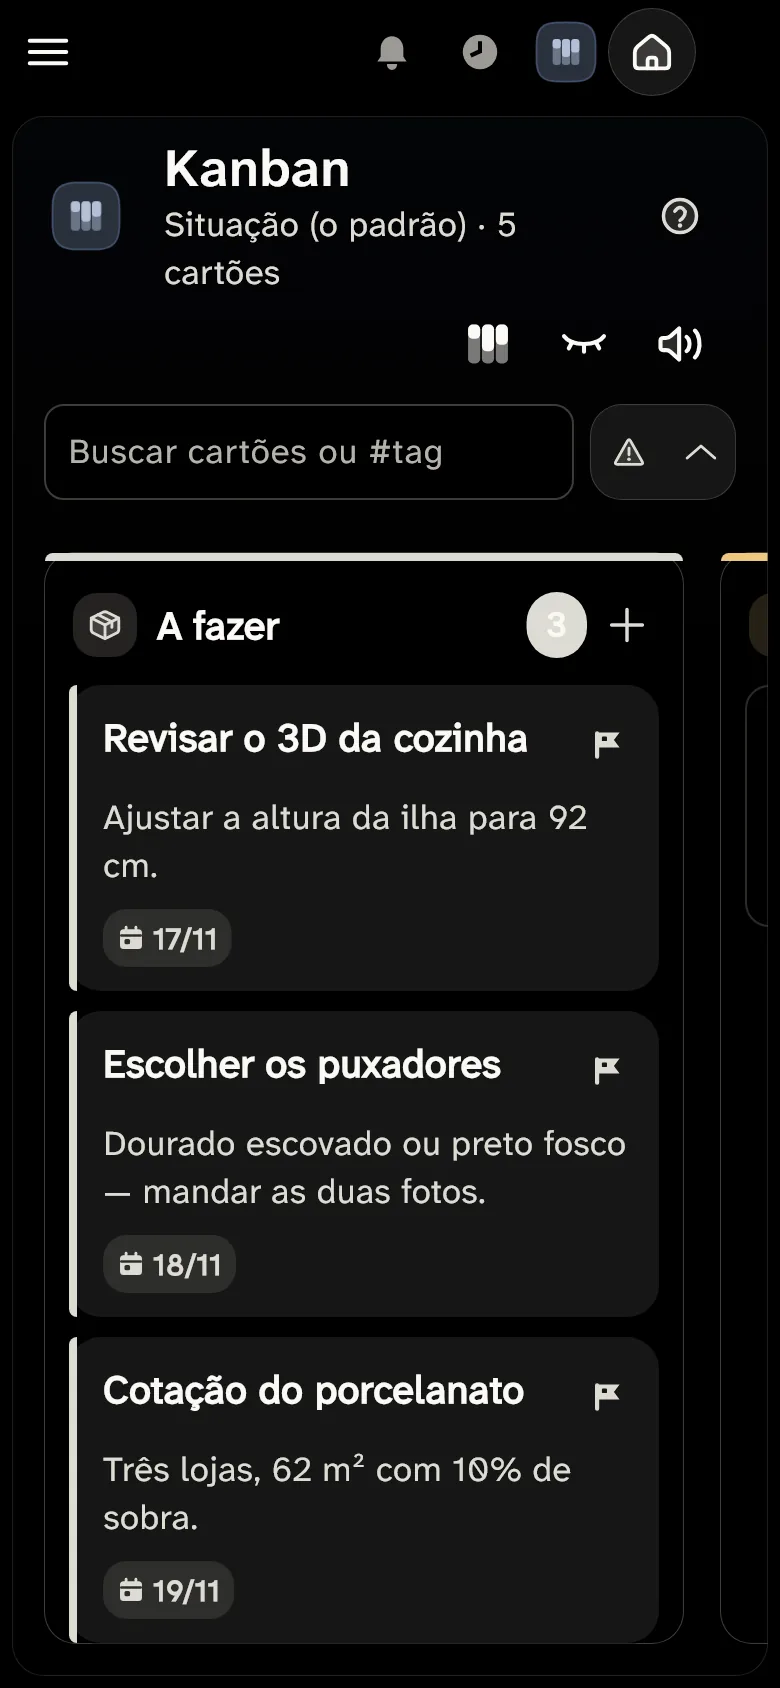 Kanban
Situação (o padrão) · 5
cartões
Buscar cartões ou #tag
A fazer
3
Revisar o 3D da cozinha
Ajustar a altura da ilha para 92
cm.
17/11
Escolher os puxadores
Dourado escovado ou preto fosco
— mandar as duas fotos.
18/11
Cotação do porcelanato
Três lojas, 62 m² com 10% de
sobra.
19/11